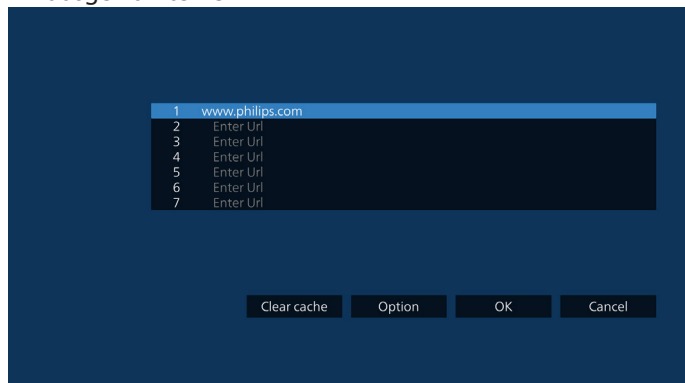 1 www.philips.com
2 Enter Url
3 Enter Url
4 Enter Url
5 Enter Url
6 Enter Url
7 Enter Url
Clear cache Option OK Cancel